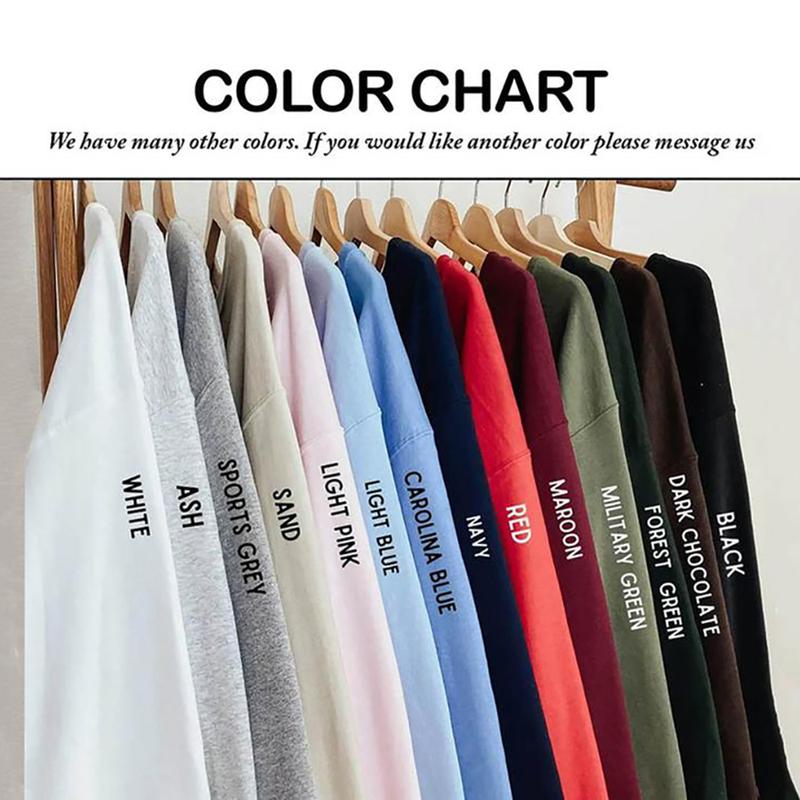 COLOR CHART
We have many other colors. If you would like another color please message us
WHITE
ASH
SPORTS GREY
SAND
LIGHT PINK
LIGHT BLUE
CAROLINA BLUE
NAVY
RED
MAROON
MILITARY GREEN
FOREST GREEN
DARK CHOCOLATE
BLACK